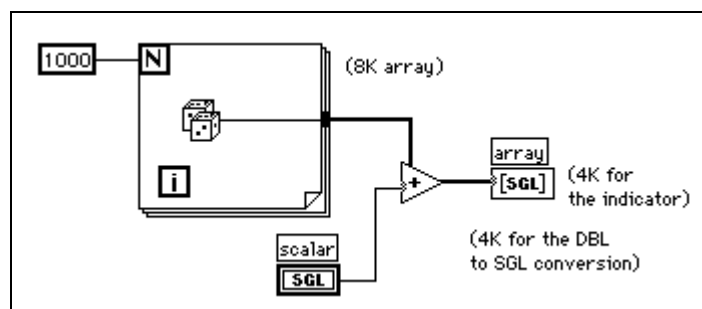 1000
N
(8K array)
i
array
[SGL]
(4K for
the indicator)
+
scalar
SGL
(4K for the DBL
to SGL conversion)